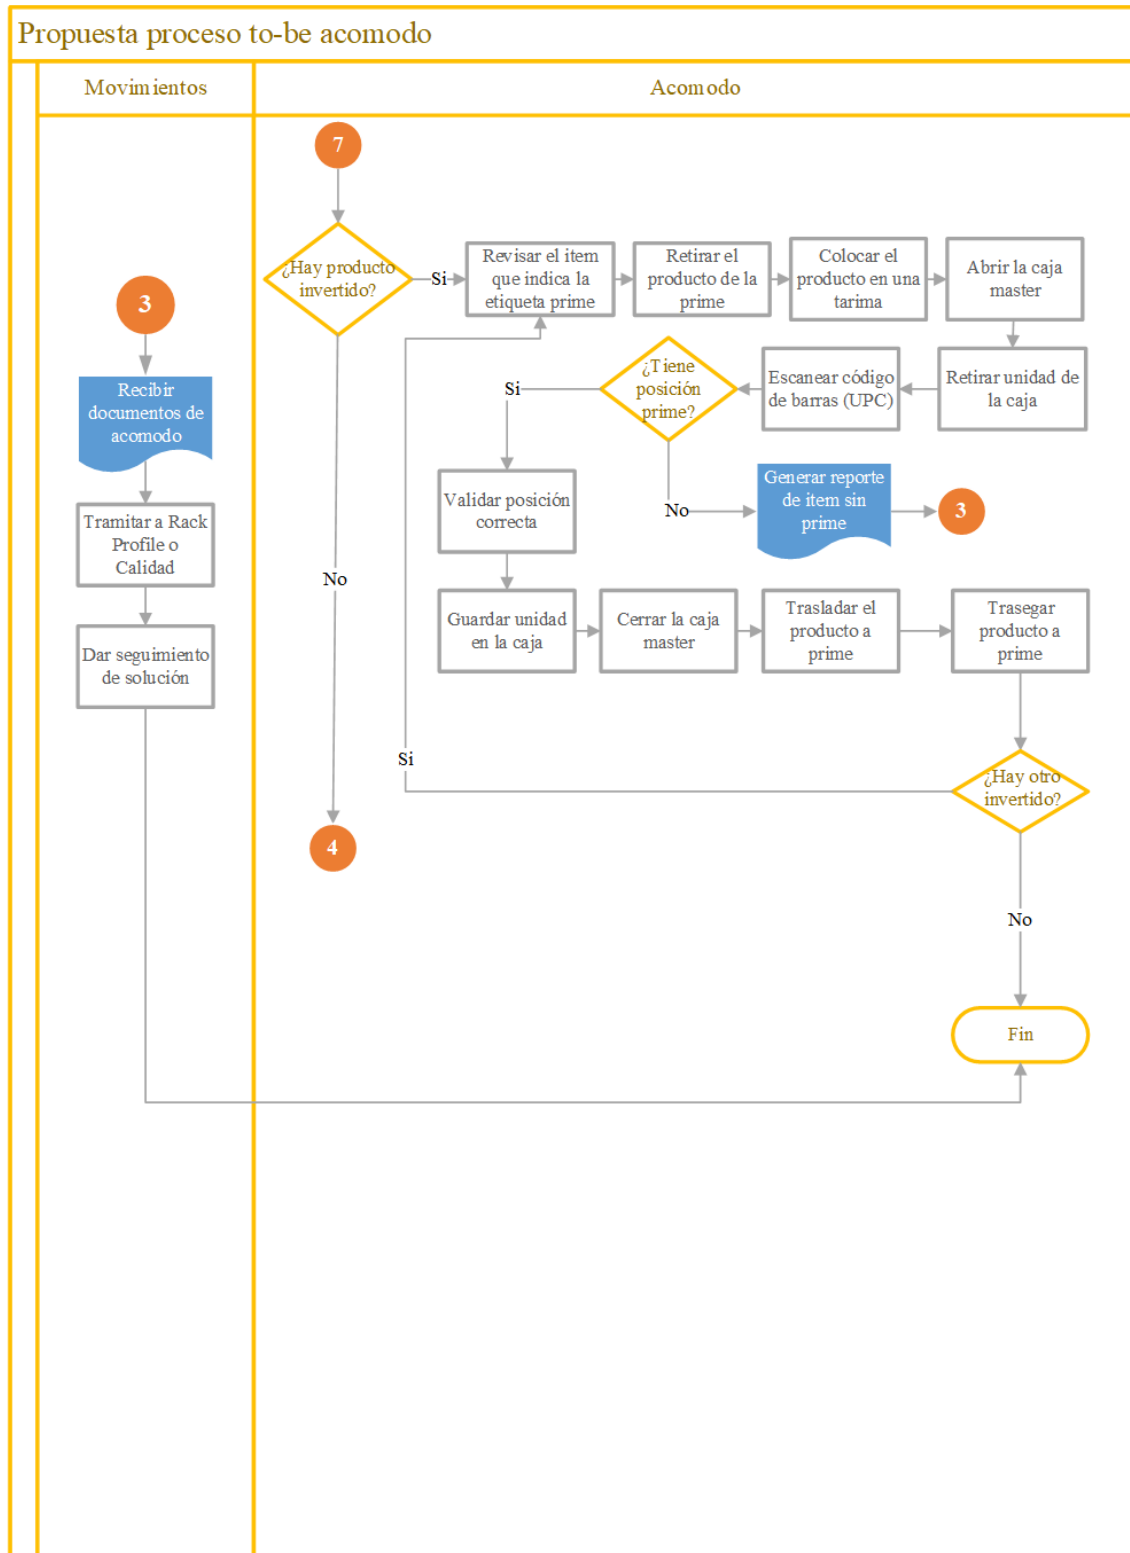 Propuesta proceso to-be acomodo
Movimientos
Acomodo
3
Recibir
documentos de
acomodo
Tramitar a Rack
Profile o
Calidad
Dar seguimiento
de solución
7
¿Hay producto
invertido?
Si
Revisar el item
que indica la
etiqueta prime
Retirar el
producto de la
prime
Colocar el
producto en una
tarima
Abrir la caja
master
Retirar unidad de
la caja
Escanear código
de barras (UPC)
¿Tiene
posición
prime?
Si
No
Generar reporte
de item sin
prime
3
Validar posición
correcta
Guardar unidad
en la caja
Cerrar la caja
master
Trasladar el
producto a
prime
Trasegar
producto a
prime
¿Hay otro
invertido?
Si
No
Fin
No
4